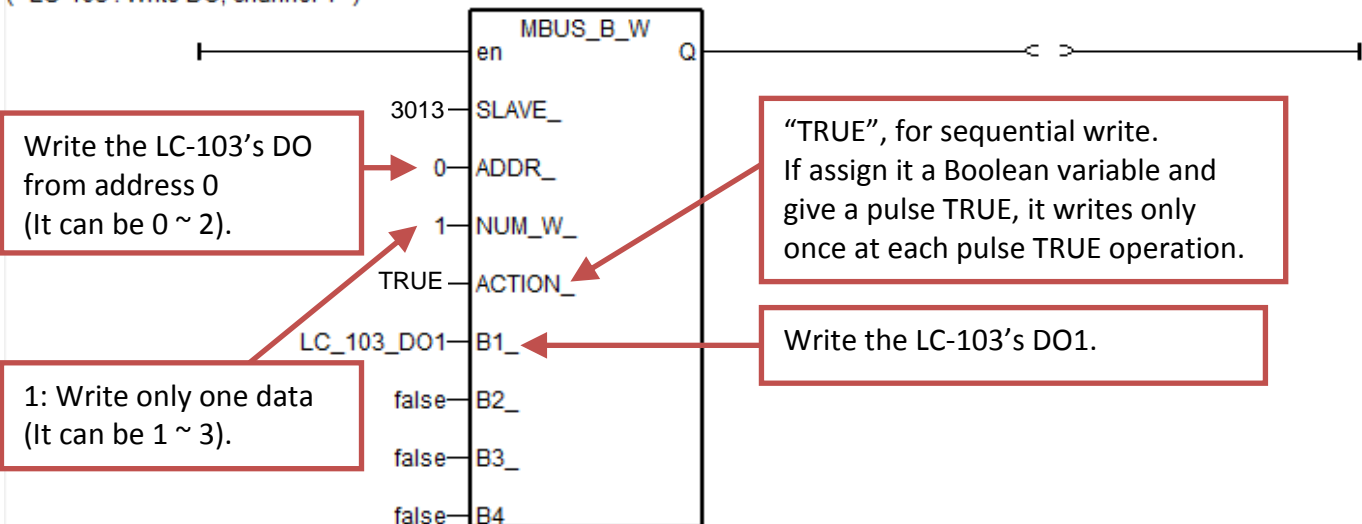 MBUS_B_W
en Q
3013 SLAVE_
Write the LC-103’s DO
from address 0
(It can be 0 ~ 2).
“TRUE”, for sequential write.
If assign it a Boolean variable and
give a pulse TRUE, it writes only
once at each pulse TRUE operation.
0 ADDR_
1 NUM_W_
TRUE ACTION_
LC_103_DO1 B1_
Write the LC-103’s DO1.
1: Write only one data
(It can be 1 ~ 3).
false B2_
false B3_
false B4